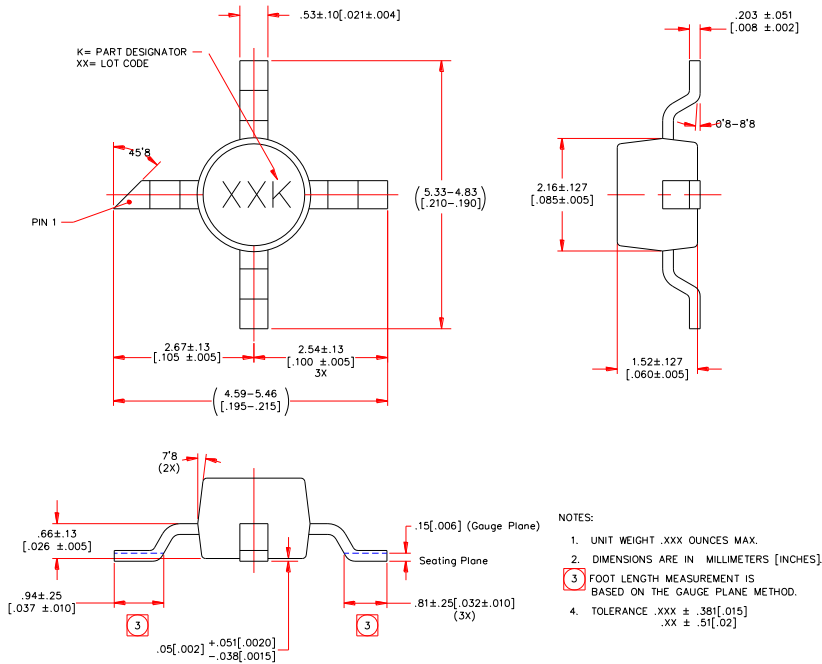 .53±.10[.021±.004]
K= PART DESIGNATOR
XX= LOT CODE
45°8
XXK
PIN 1
(5.33-4.83)
[.210-.190]
2.67±.13
[.105 ±.005]
2.54±.13
[.100 ±.005]
3X
(4.59-5.46)
[.195-.215]
.203 ±.051
[.008 ±.002]
0°8-8°8
2.16±.127
[.085±.005]
1.52±.127
[.060±.005]
7°8
(2X)
.66±.13
[.026 ±.005]
.94±.25
[.037 ±.010]
3
.15[.006] (Gauge Plane)
Seating Plane
.81±.25[.032±.010]
(3X)
3
.05[.002] +.051[.0020]
-.038[.0015]
NOTES:
1. UNIT WEIGHT .XXX OUNCES MAX.
2. DIMENSIONS ARE IN MILLIMETERS [INCHES].
3 FOOT LENGTH MEASUREMENT IS
BASED ON THE GAUGE PLANE METHOD.
4. TOLERANCE .XXX ± .381[.015]
.XX ± .51[.02]